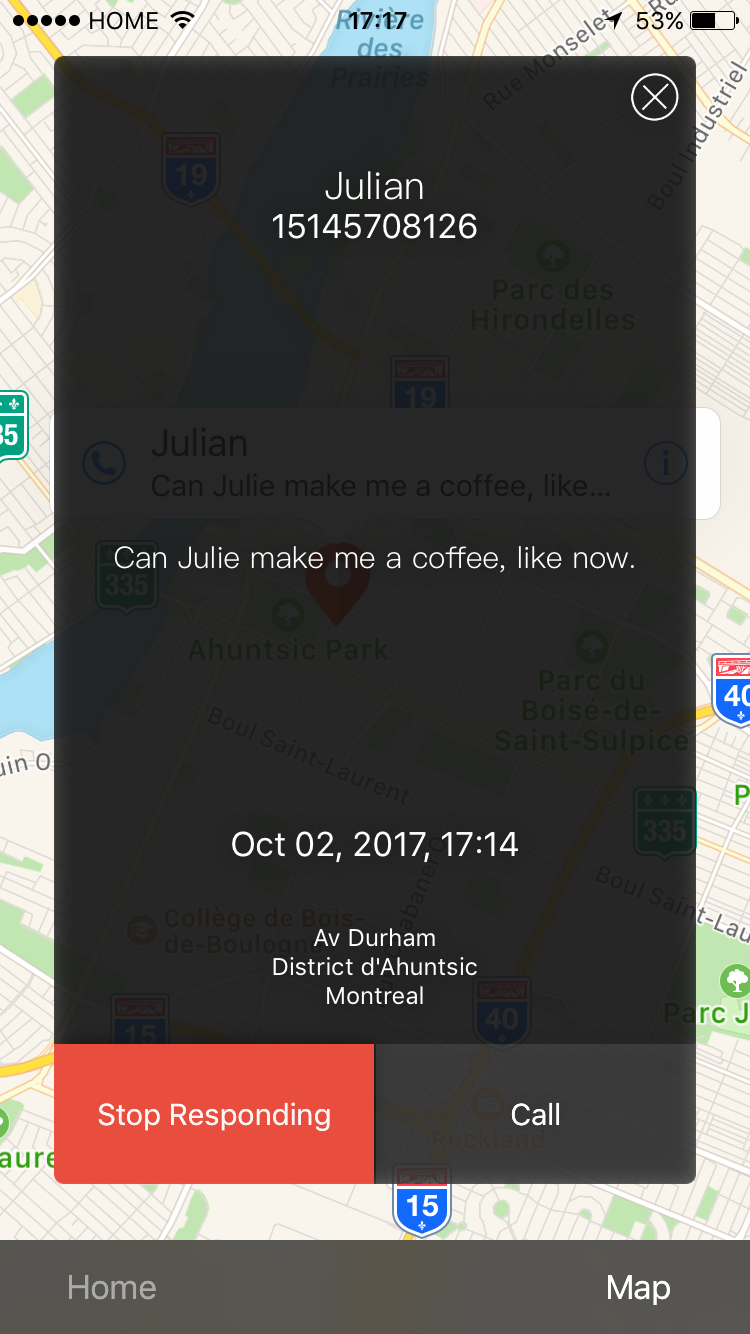 HOME 17:17 53%
Rivière
des
Prairies
Rue Monselet
Boul Industriel
19
Julian
15145708126
Parc des
Hirondelles
19
35
Julian
Can Julie make me a coffee, like...
Can Julie make me a coffee, like now.
335
Ahuntsic Park
Parc du
Boisé-de-
Saint-Sulpice
40
Boul Saint-Laurent
uin O
P
335
Oct 02, 2017, 17:14
Boul Saint-Lau
Collège de Bois-
de-Boulogne
Av Durham
District d'Ahuntsic
Montreal
Parc J
15
40
Stop Responding
Call
Rockland
aure
15
Home
Map